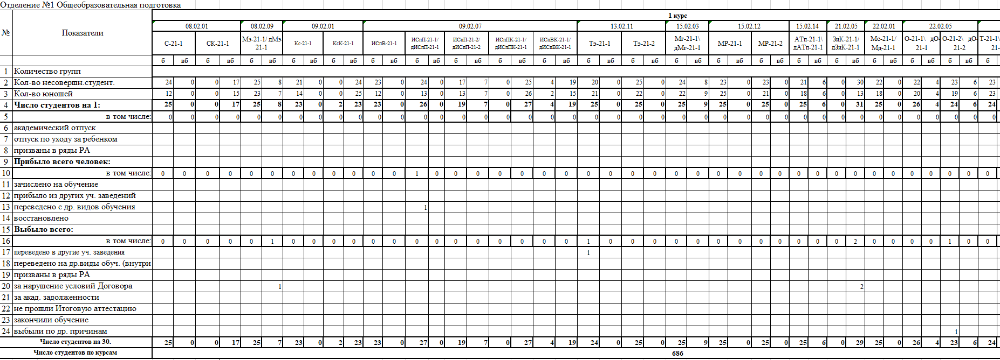 Отделение №1 Общеобразовательная подготовка
№ Показатели 1 курс
08.02.01 08.02.09 09.02.01 09.02.07 13.02.11 15.02.03 15.02.12 15.02.14 21.02.05 22.02.01 22.02.05
С-21-1 СК-21-1 Мэ-21-1/ дМэ-21-1 Кс-21-1 КсК-21-1 ИСпВ-21-1 ИСпП-21-1/ дИСпП-21-1 ИСпП-21-2/ дИСпП-21-2 ИСпПК-21-1/ дИСпПК-21-1 ИСпВК-21-1/ дИСпВК-21-1 Тэ-21-1 Тэ-21-2 Мг-21-1\ дМг-21-1 МР-21-1 МР-21-2 АТп-21-1\ дАТп-21-1 ЗиК-21-1/ дЗиК-21-1 Мс-21-1/ Мд-21-1 О-21-1\ дО-21-1 О-21-2\ дО-21-2 Т-21-1\ 21-
б вб б вб б вб б вб б вб б вб б вб б вб б вб б вб б вб б вб б вб б вб б вб б вб б вб б вб б вб б вб б
1 Количество групп
2 Кол-во несовершн.студент. 24 0 0 17 25 8 21 0 0 24 23 0 24 0 17 7 0 25 4 19 20 0 25 0 24 8 23 0 23 0 21 6 0 30 22 0 22 4 23 6 23
3 Кол-во юношей 12 0 0 15 23 7 14 0 0 25 12 0 13 0 13 7 0 26 2 15 21 0 22 0 22 9 25 0 21 0 18 6 0 13 18 0 20 4 19 6 23
4 Число студентов на 1: 25 0 0 17 25 8 23 0 2 23 23 0 26 0 19 7 0 27 4 19 25 0 25 0 25 9 25 0 25 0 25 6 0 31 25 0 26 4 24 6 24
5 в том числе: 0 0 0 0 0 0 0 0 0 0 0 0 0 0 0 0 0 0 0 0 0 0 0 0 0 0 0 0 0 0 0 0 0 0 0 0 0 0 0 0 0
6 академический отпуск
7 отпуск по уходу за ребенком
8 призваны в ряды РА
9 Прибыло всего человек:
10 в том числе: 0 0 0 0 0 0 0 0 0 0 0 0 1 0 0 0 0 0 0 0 0 0 0 0 0 0 0 0 0 0 0 0 0 0 0 0 0 0 0 0 0
11 зачислено на обучение
12 прибыло из других уч. заведений
13 переведено с др. видов обучения 1
14 восстановлено
15 Выбыло всего:
16 в том числе: 0 0 0 0 0 1 0 0 0 0 0 0 0 0 0 0 0 0 0 0 1 0 0 0 0 0 0 0 0 0 0 0 0 2 0 0 0 0 1 0 0
17 переведено в другие уч. заведения 1
18 переведено на др.виды обуч. (внутри
19 призваны в ряды РА
20 за нарушение условий Договора 1 2
21 за акад. задолженности
22 не прошли Итоговую аттестацию
23 закончили обучение
24 выбыли по др. причинам 1
Число студентов на 30. 25 0 0 17 25 7 23 0 2 23 23 0 27 0 19 7 0 27 4 19 24 0 25 0 25 9 25 0 25 0 25 6 0 29 25 0 26 4 23 6 24
Число студентов по курсам 686